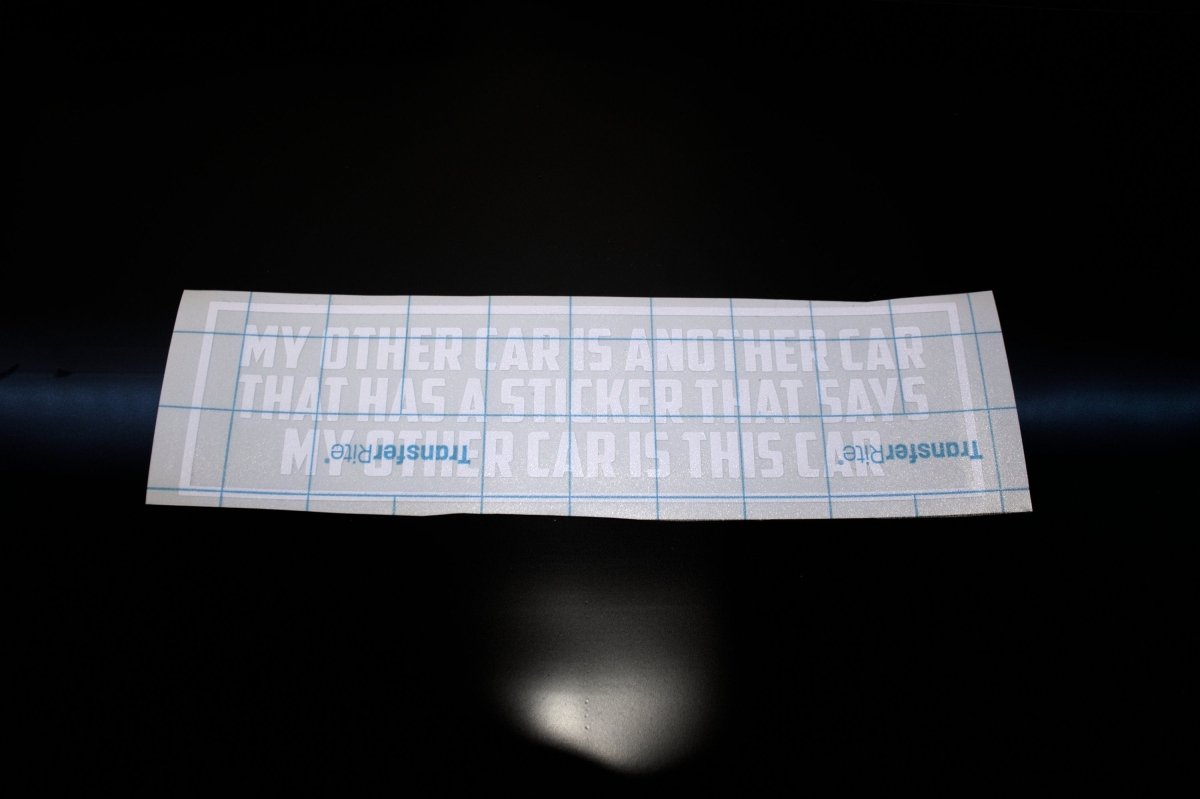 MY OTHER CAR IS ANOTHER CAR
THAT HAS A STICKER THAT SAYS
MY OTHER CAR IS THIS CAR
TransferRite®
TransferRite®